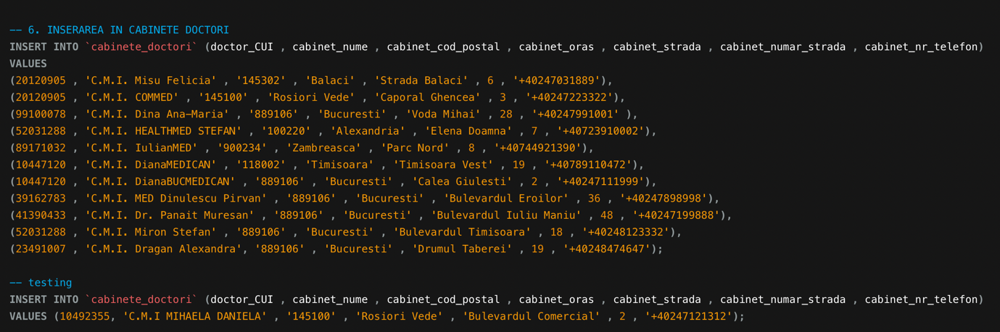 -- 6. INSERAREA IN CABINETE DOCTORI
INSERT INTO `cabinete_doctori` (doctor_CUI , cabinet_nume , cabinet_cod_postal , cabinet_oras , cabinet_strada , cabinet_numar_strada , cabinet_nr_telefon)
VALUES
(20120905 , 'C.M.I. Misu Felicia' , '145302' , 'Balaci' , 'Strada Balaci' , 6 , '+40247031889'),
(20120905 , 'C.M.I. COMMED' , '145100' , 'Rosiori Vede' , 'Caporal Ghencea' , 3 , '+40247223322'),
(99100078 , 'C.M.I. Dina Ana-Maria' , '889106' , 'Bucuresti' , 'Voda Mihai' , 28 , '+40247991001' ),
(52031288 , 'C.M.I. HEALTHMED STEFAN' , '100220' , 'Alexandria' , 'Elena Doamna' , 7 , '+40723910002'),
(89171032 , 'C.M.I. IulianMED' , '900234' , 'Zambreasca' , 'Parc Nord' , 8 , '+40744921390'),
(10447120 , 'C.M.I. DianaMEDICAN' , '118002' , 'Timisoara' , 'Timisoara Vest' , 19 , '+40789110472'),
(10447120 , 'C.M.I. DianaBUCMEDICAN' , '889106' , 'Bucuresti' , 'Calea Giulesti' , 2 , '+40247111999'),
(39162783 , 'C.M.I. MED Dinulescu Pirvan' , '889106' , 'Bucuresti' , 'Bulevardul Eroilor' , 36 , '+40247898998'),
(41390433 , 'C.M.I. Dr. Panait Muresan' , '889106' , 'Bucuresti' , 'Bulevardul Iuliu Maniu' , 48 , '+40247199888'),
(52031288 , 'C.M.I. Miron Stefan' , '889106' , 'Bucuresti' , 'Bulevardul Timisoara' , 18 , '+40248123332'),
(23491007 , 'C.M.I. Dragan Alexandra', '889106' , 'Bucuresti' , 'Drumul Taberei' , 19 , '+40248474647');
-- testing
INSERT INTO `cabinete_doctori` (doctor_CUI , cabinet_nume , cabinet_cod_postal , cabinet_oras , cabinet_strada , cabinet_numar_strada , cabinet_nr_telefon)
VALUES (10492355, 'C.M.I MIHAELA DANIELA' , '145100' , 'Rosiori Vede' , 'Bulevardul Comercial' , 2 , '+40247121312');